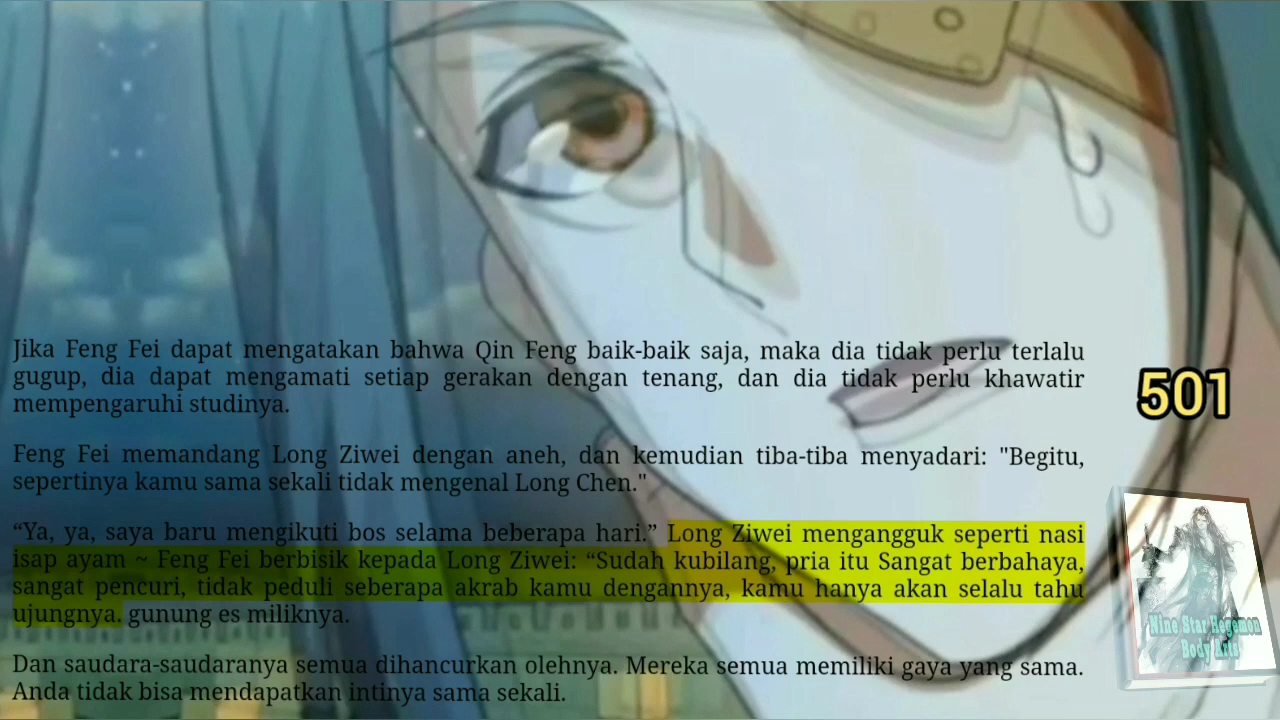 Jika Feng Fei dapat mengatakan bahwa Qin Feng baik-baik saja, maka dia tidak perlu terlalu
gugup, dia dapat mengamati setiap gerakan dengan tenang, dan dia tidak perlu khawatir
mempengaruhi studinya.
Feng Fei memandang Long Ziwei dengan aneh, dan kemudian tiba-tiba menyadari: "Begitu,
sepertinya kamu sama sekali tidak mengenal Long Chen."
“Ya, ya, saya baru mengikuti bos selama beberapa hari.” Long Ziwei mengangguk seperti nasi
isap ayam ~ Feng Fei berbisik kepada Long Ziwei: “Sudah kubilang, pria itu Sangat berbahaya,
sangat pencuri, tidak peduli seberapa akrab kamu dengannya, kamu hanya akan selalu tahu
ujungnya. gunung es miliknya.
Dan saudara-saudaranya semua dihancurkan olehnya. Mereka semua memiliki gaya yang sama.
Anda tidak bisa mendapatkan intinya sama sekali.
501
Nine Star Hegemon
Body Arts